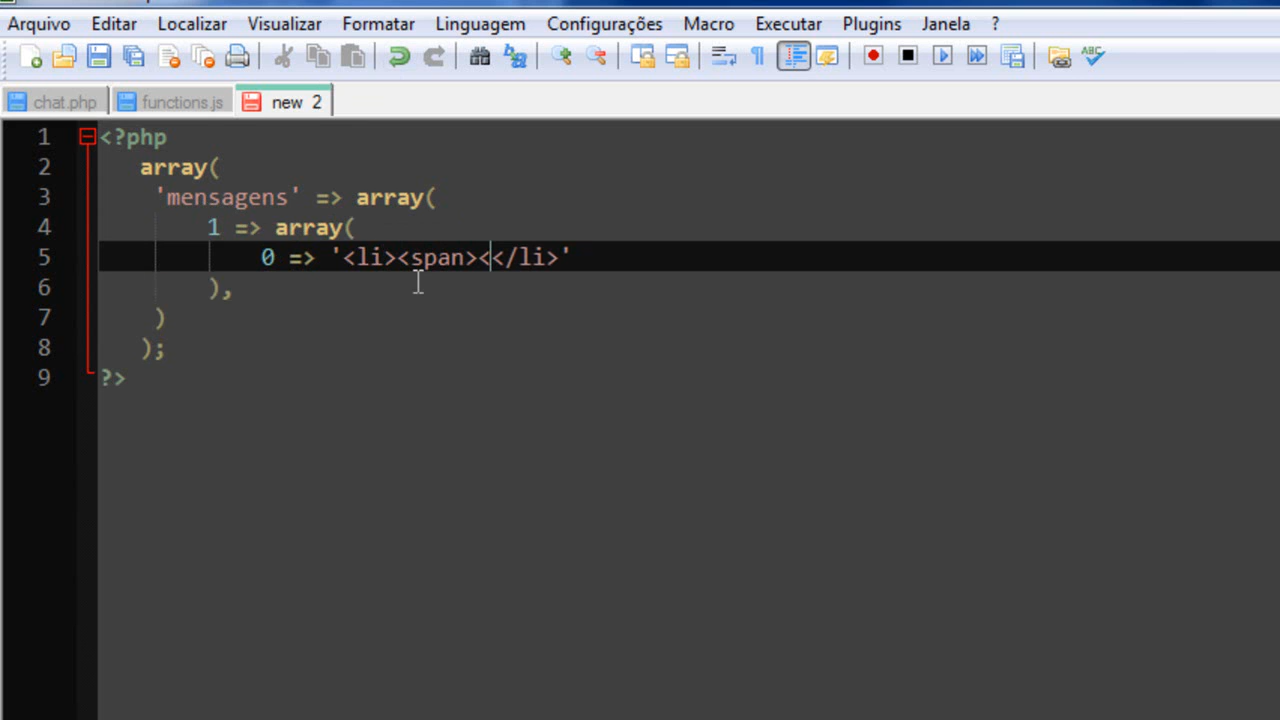 Arquivo Editar Localizar Visualizar Formatar Linguagem Configurações Macro Executar Plugins Janela ?
chat.php functions.js new 2
1 <?php
2 array(
3 'mensagens' => array(
4 1 => array(
5 0 => '<li><span><</li>'
6 ),
7 )
8 );
9 ?>